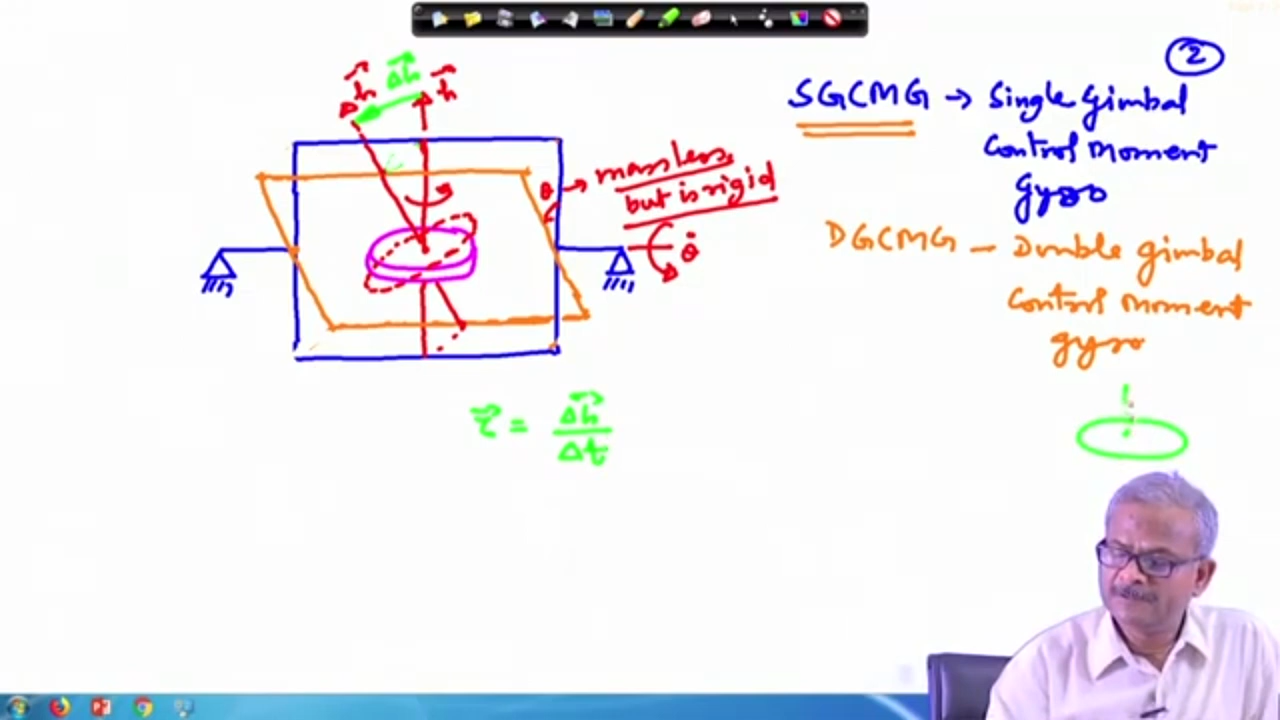 2
SGCMG → Single Gimbal
Control Moment
Gyro
DGCMG – Double gimbal
Control Moment
gyro
h Δh h
θ → massless
but is rigid
θ̇
τ = Δh
Δt